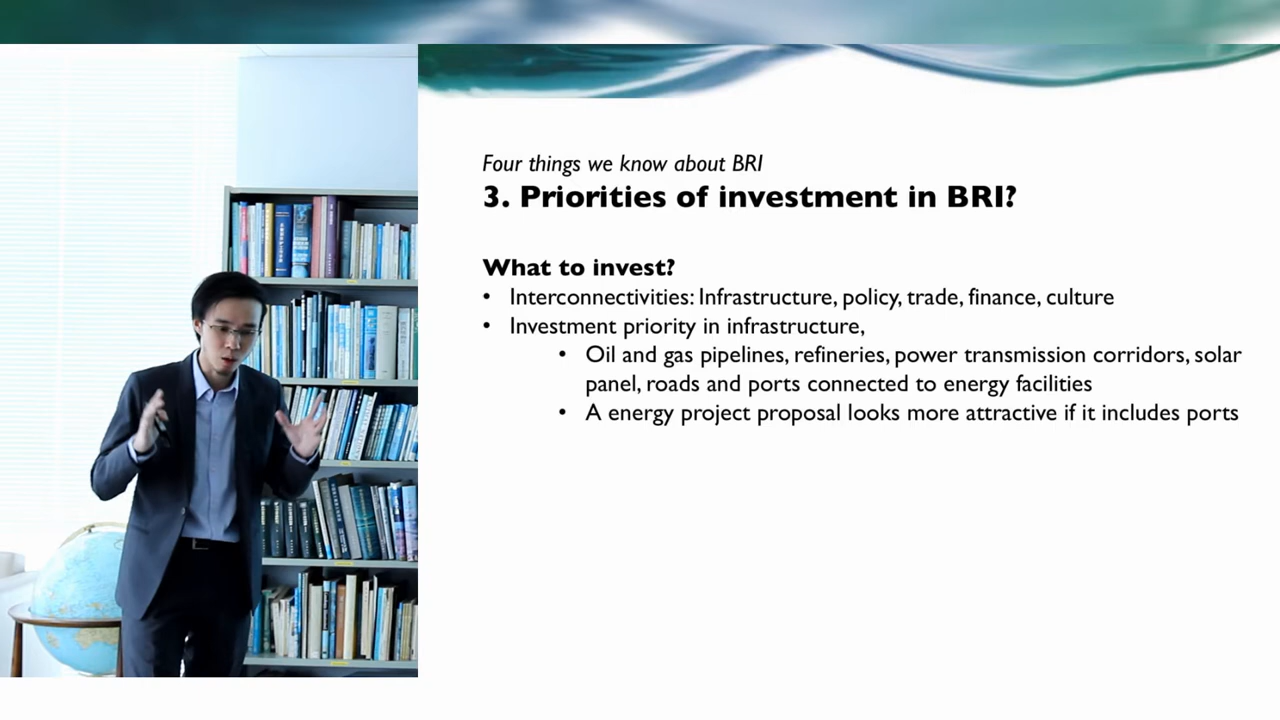 Four things we know about BRI
3. Priorities of investment in BRI?
What to invest?
• Interconnectivities: Infrastructure, policy, trade, finance, culture
• Investment priority in infrastructure,
• Oil and gas pipelines, refineries, power transmission corridors, solar
panel, roads and ports connected to energy facilities
• A energy project proposal looks more attractive if it includes ports